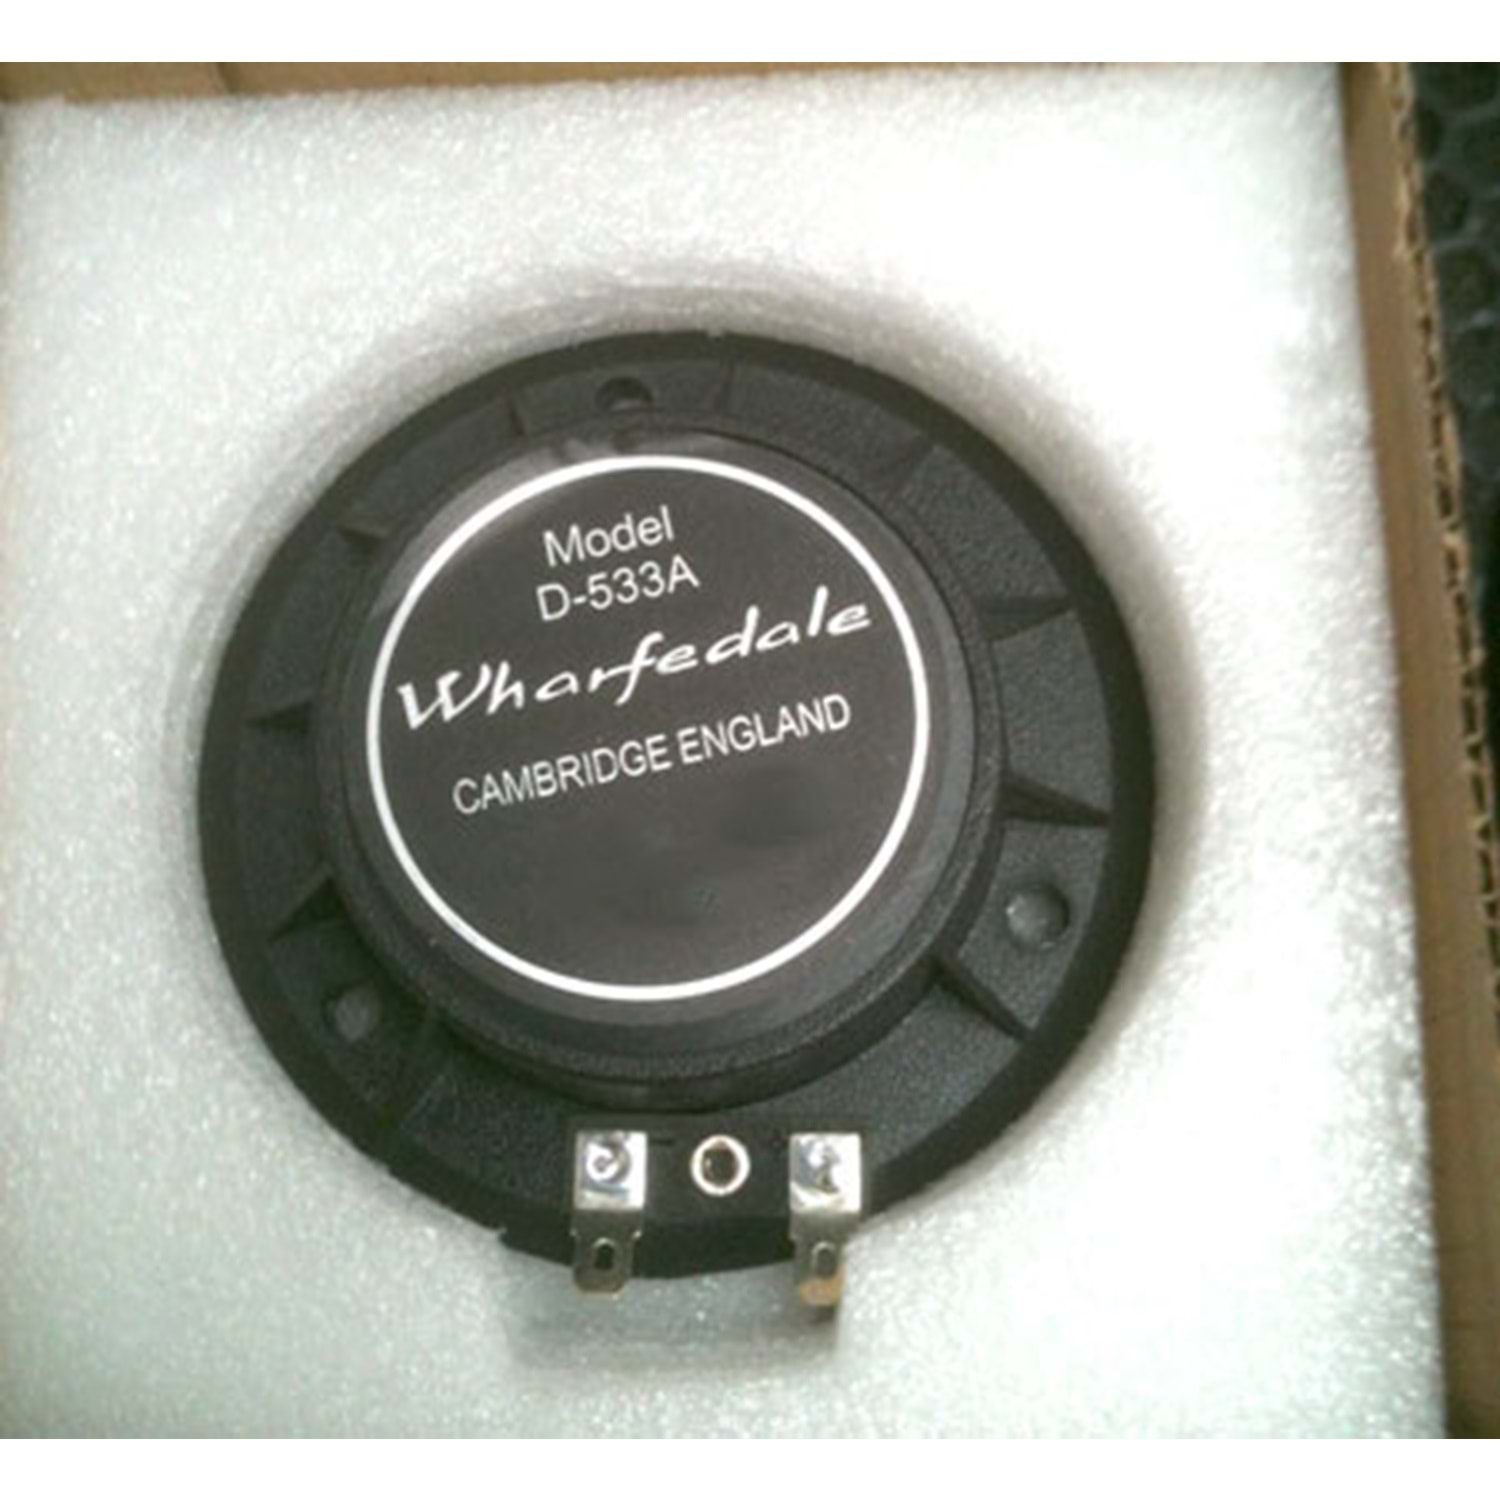 Model
D-533A
Wharfedale
CAMBRIDGE ENGLAND